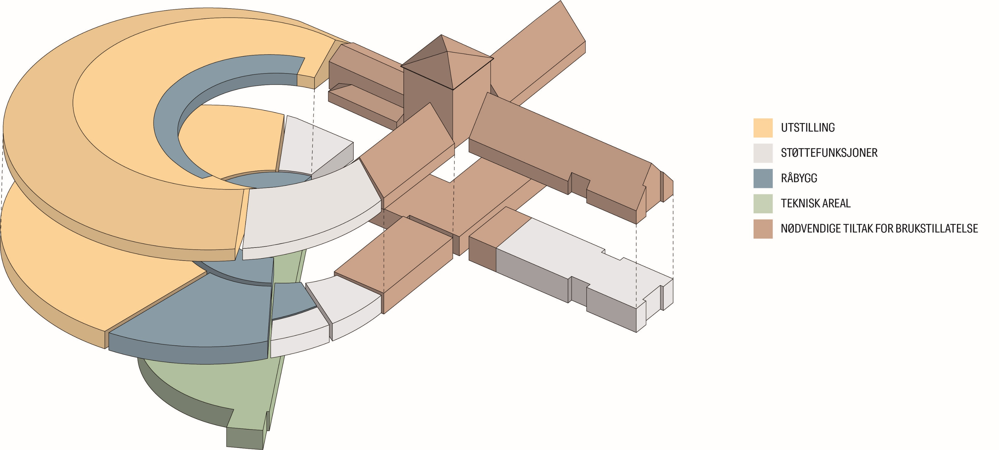 UTSTILLING
STØTTEFUNKSJONER
RÅBYGG
TEKNISK AREAL
NØDVENDIGE TILTAK FOR BRUKSTILLATELSE